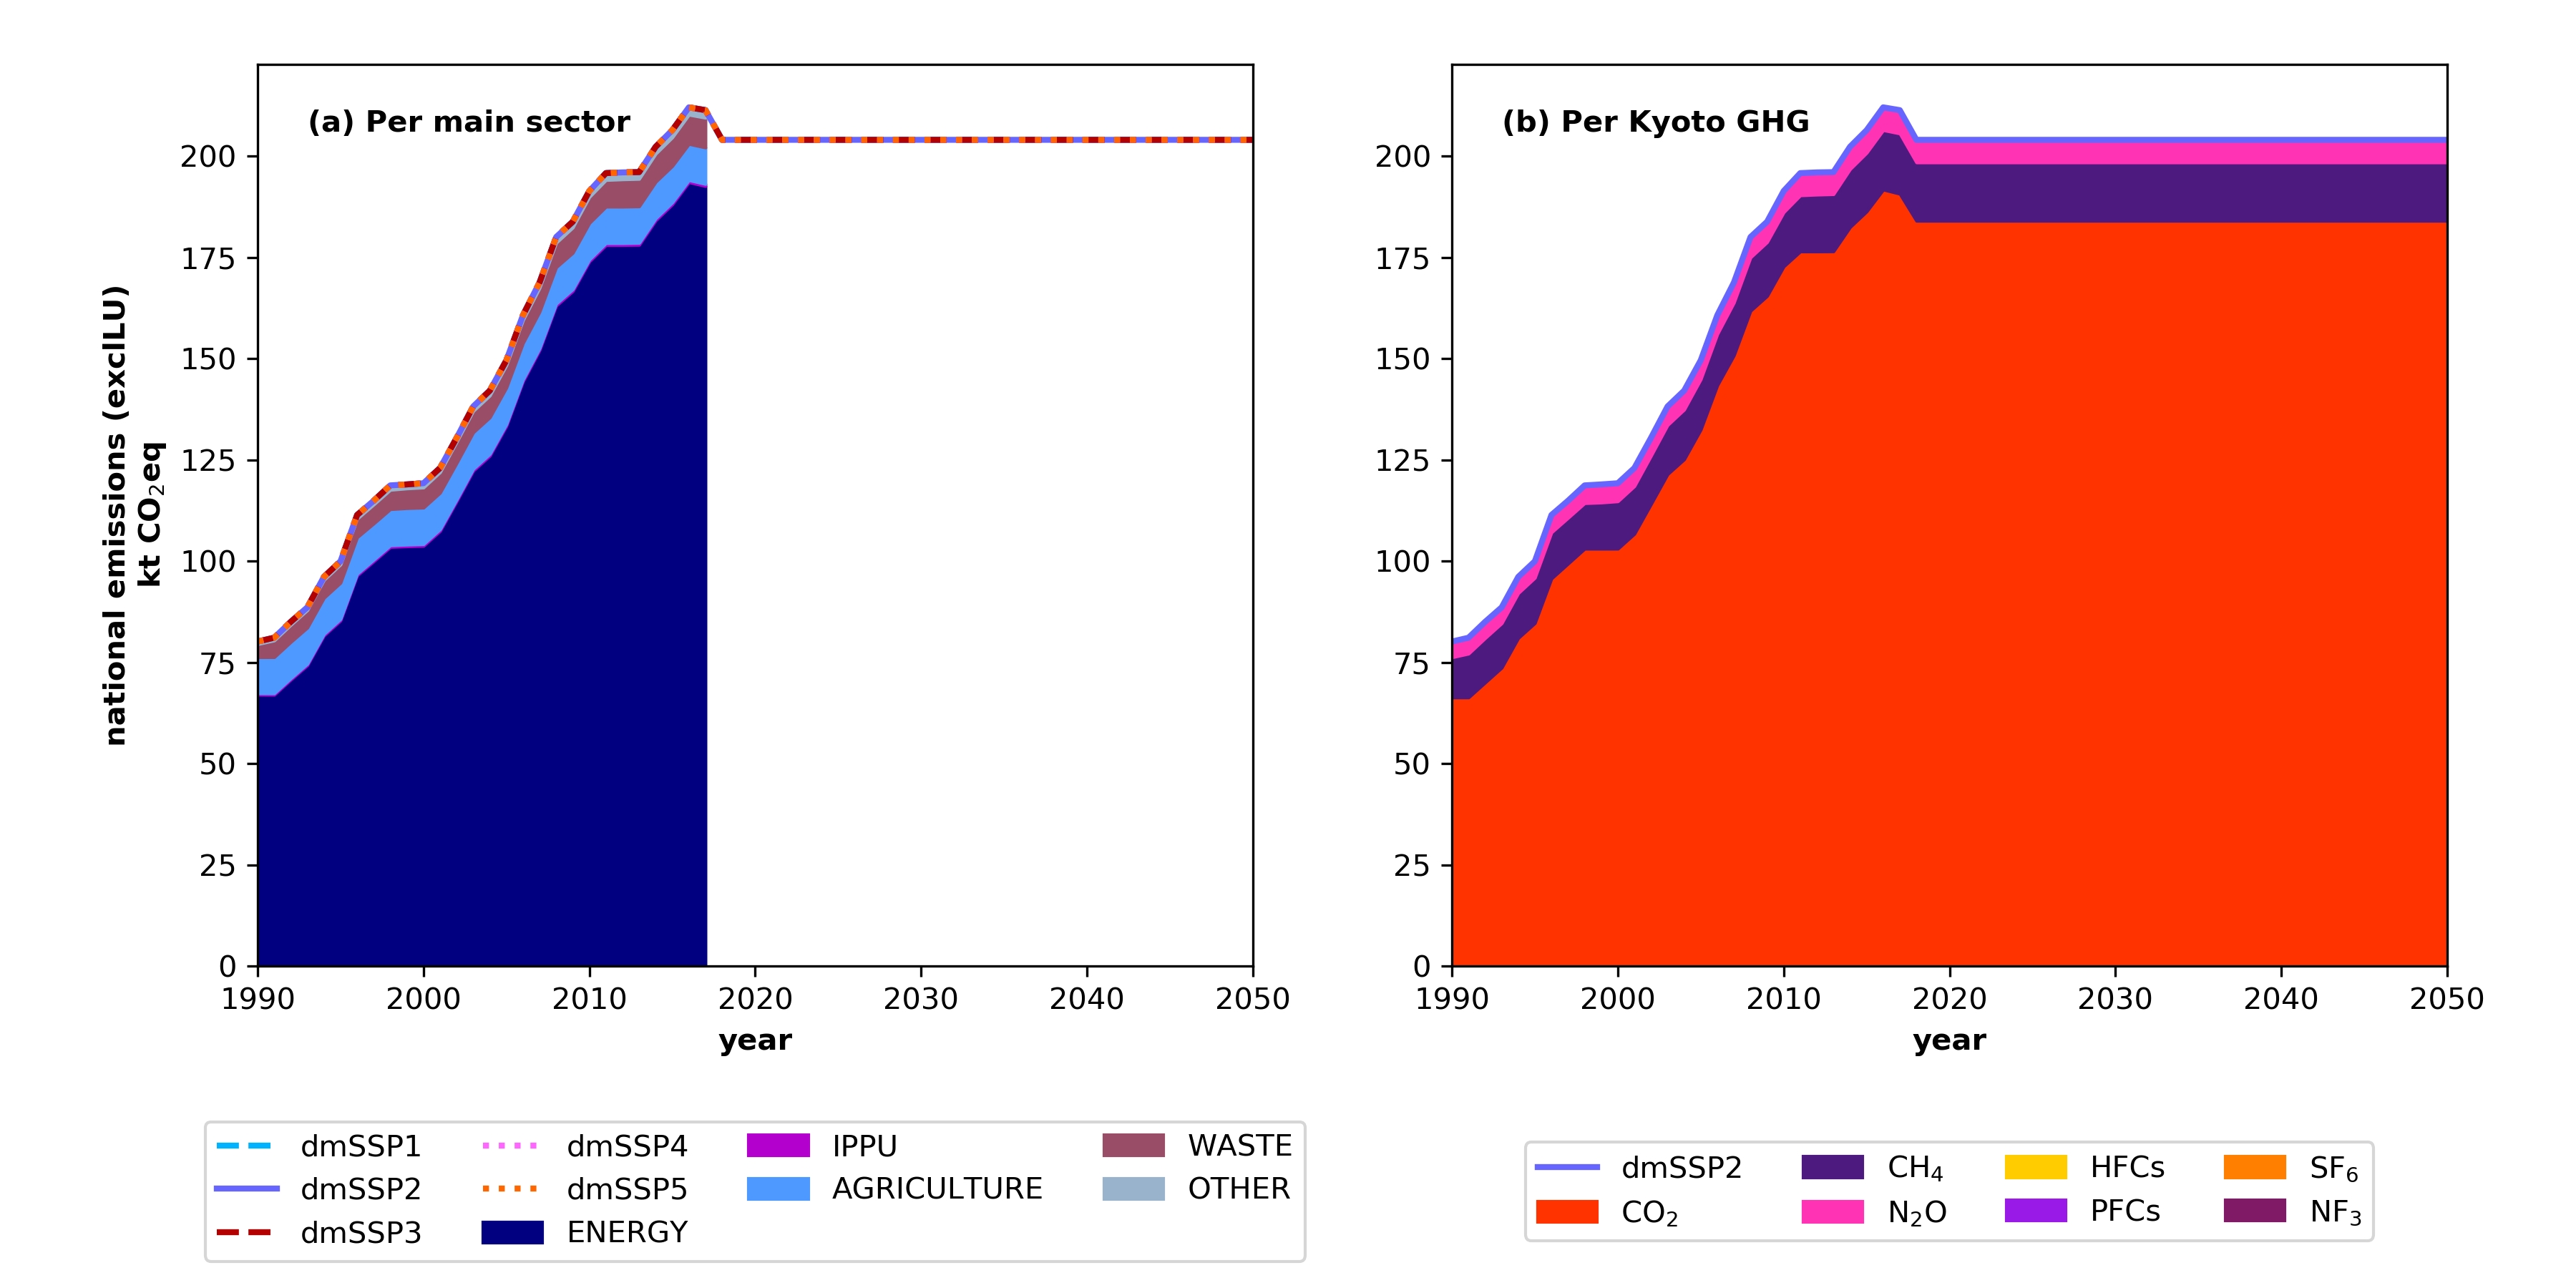 (a) Per main sector
national emissions (exclLU)
kt CO₂eq
200
175
150
125
100
75
50
25
0
1990 2000 2010 2020 2030 2040 2050
year
dmSSP1 dmSSP4 IPPU WASTE
dmSSP2 dmSSP5 AGRICULTURE OTHER
dmSSP3 ENERGY
(b) Per Kyoto GHG
200
175
150
125
100
75
50
25
0
1990 2000 2010 2020 2030 2040 2050
year
dmSSP2 CH₄ HFCs SF₆
CO₂ N₂O PFCs NF₃